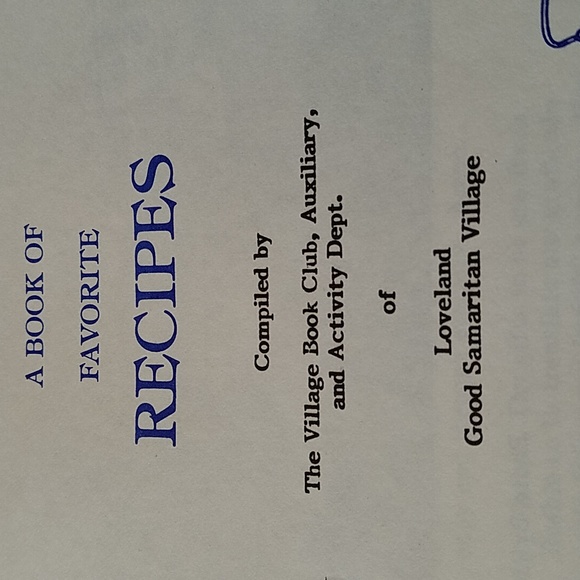 A BOOK OF
FAVORITE
RECIPES
Compiled by
The Village Book Club, Auxiliary,
and Activity Dept.
of
Loveland
Good Samaritan Village